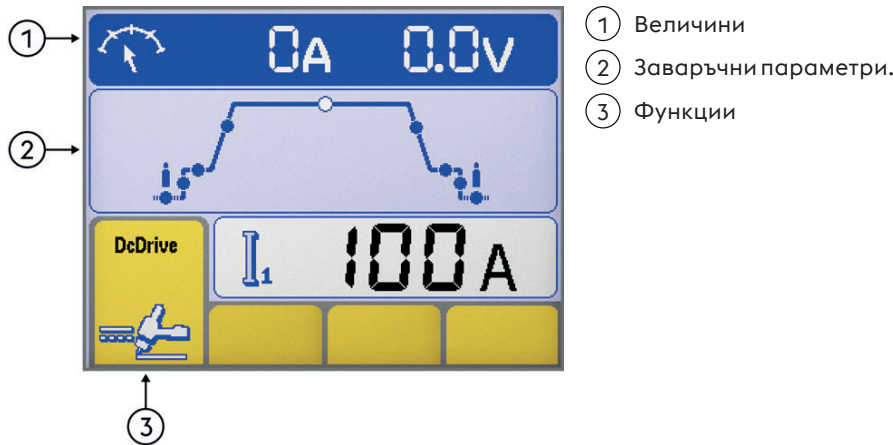 1 0A 0.0V
2
DcDrive
I1 100A
3
1 Величини
2 Заваръчни параметри.
3 Функции